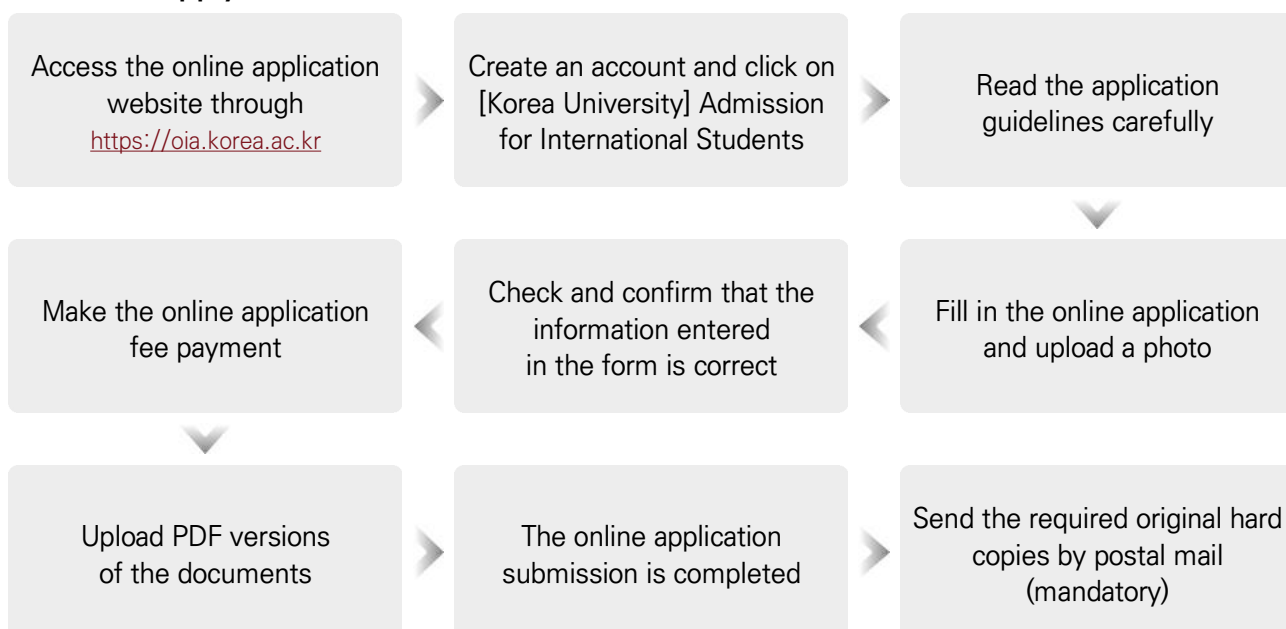 Access the online application
website through
https://oia.korea.ac.kr
Create an account and click on
[Korea University] Admission
for International Students
Read the application
guidelines carefully
Fill in the online application
and upload a photo
Check and confirm that the
information entered
in the form is correct
Make the online application
fee payment
Upload PDF versions
of the documents
The online application
submission is completed
Send the required original hard
copies by postal mail
(mandatory)